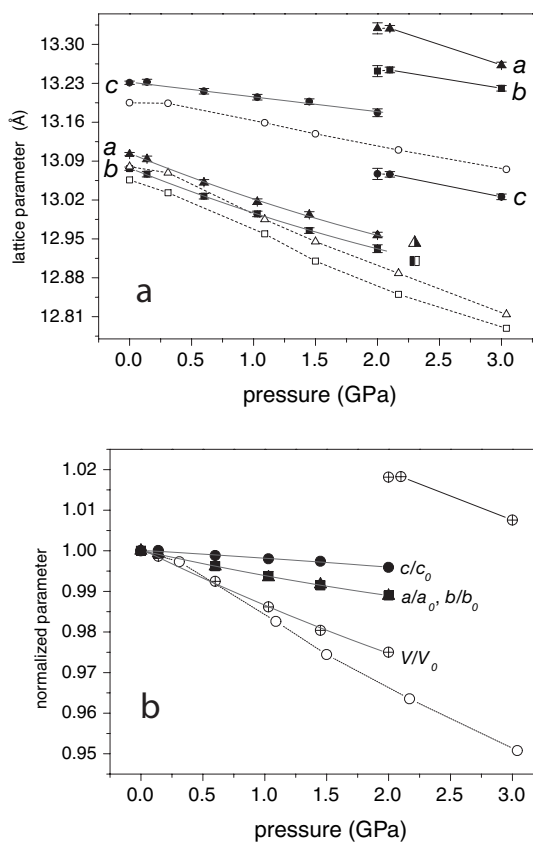 13.30
13.23
13.16
13.09
13.02
12.95
12.88
12.81
lattice parameter (Å)
c
a
b
a
b
c
a
0.0 0.5 1.0 1.5 2.0 2.5 3.0
pressure (GPa)
1.02
1.01
1.00
0.99
0.98
0.97
0.96
0.95
normalized parameter
c/c0
a/a0, b/b0
V/V0
b
0.0 0.5 1.0 1.5 2.0 2.5 3.0
pressure (GPa)